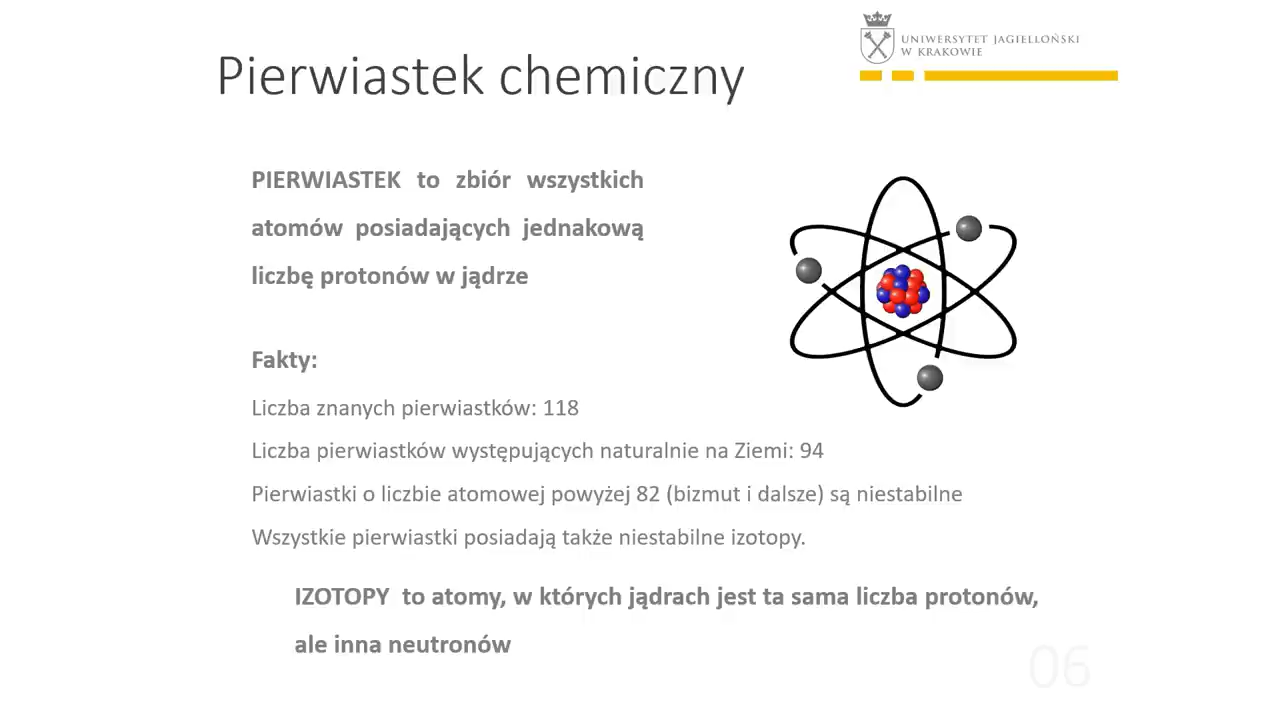 UNIWERSYTET JAGIELLOŃSKI
W KRAKOWIE
Pierwiastek chemiczny
PIERWIASTEK to zbiór wszystkich
atomów posiadających jednakową
liczbę protonów w jądrze
Fakty:
Liczba znanych pierwiastków: 118
Liczba pierwiastków występujących naturalnie na Ziemi: 94
Pierwiastki o liczbie atomowej powyżej 82 (bizmut i dalsze) są niestabilne
Wszystkie pierwiastki posiadają także niestabilne izotopy.
IZOTOPY to atomy, w których jądrach jest ta sama liczba protonów,
ale inna neutronów
06